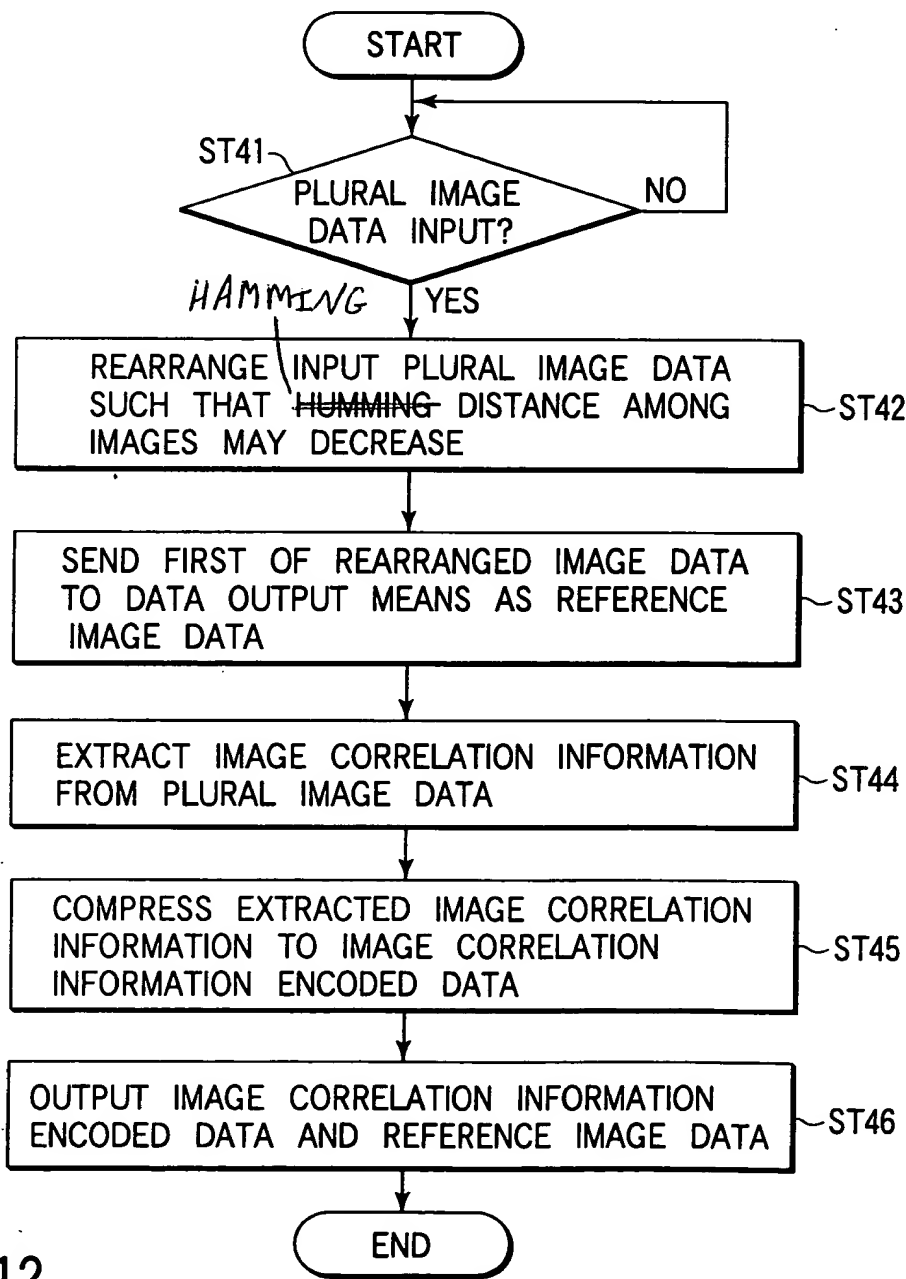 START
ST41
PLURAL IMAGE
DATA INPUT?
NO
HAMMING
YES
REARRANGE INPUT PLURAL IMAGE DATA
SUCH THAT HUMMING DISTANCE AMONG
IMAGES MAY DECREASE
ST42
SEND FIRST OF REARRANGED IMAGE DATA
TO DATA OUTPUT MEANS AS REFERENCE
IMAGE DATA
ST43
EXTRACT IMAGE CORRELATION INFORMATION
FROM PLURAL IMAGE DATA
ST44
COMPRESS EXTRACTED IMAGE CORRELATION
INFORMATION TO IMAGE CORRELATION
INFORMATION ENCODED DATA
ST45
OUTPUT IMAGE CORRELATION INFORMATION
ENCODED DATA AND REFERENCE IMAGE DATA
ST46
END
12